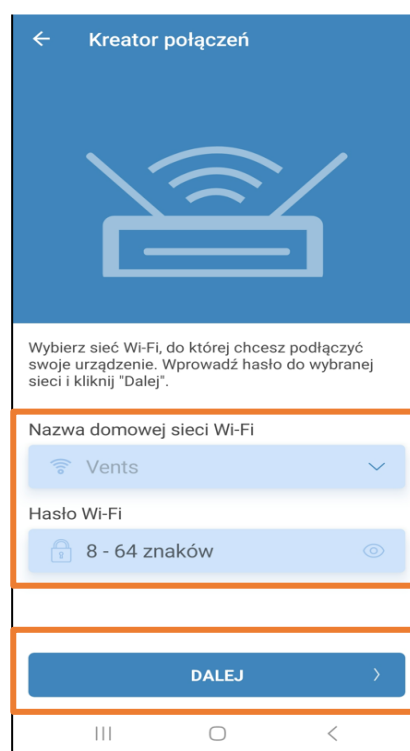 Kreator połączeń
Wybierz sieć Wi-Fi, do której chcesz podłączyć
swoje urządzenie. Wprowadź hasło do wybranej
sieci i kliknij "Dalej".
Nazwa domowej sieci Wi-Fi
Vents
Hasło Wi-Fi
8 - 64 znaków
DALEJ